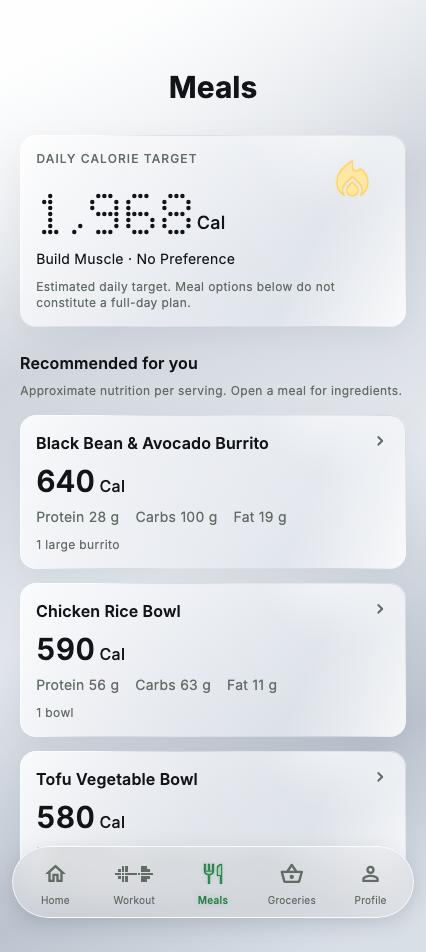 Meals
DAILY CALORIE TARGET
1,968 Cal
Build Muscle · No Preference
Estimated daily target. Meal options below do not
constitute a full-day plan.
Recommended for you
Approximate nutrition per serving. Open a meal for ingredients.
Black Bean & Avocado Burrito
640 Cal
Protein 28 g Carbs 100 g Fat 19 g
1 large burrito
Chicken Rice Bowl
590 Cal
Protein 56 g Carbs 63 g Fat 11 g
1 bowl
Tofu Vegetable Bowl
580 Cal
Home Workout Meals Groceries Profile